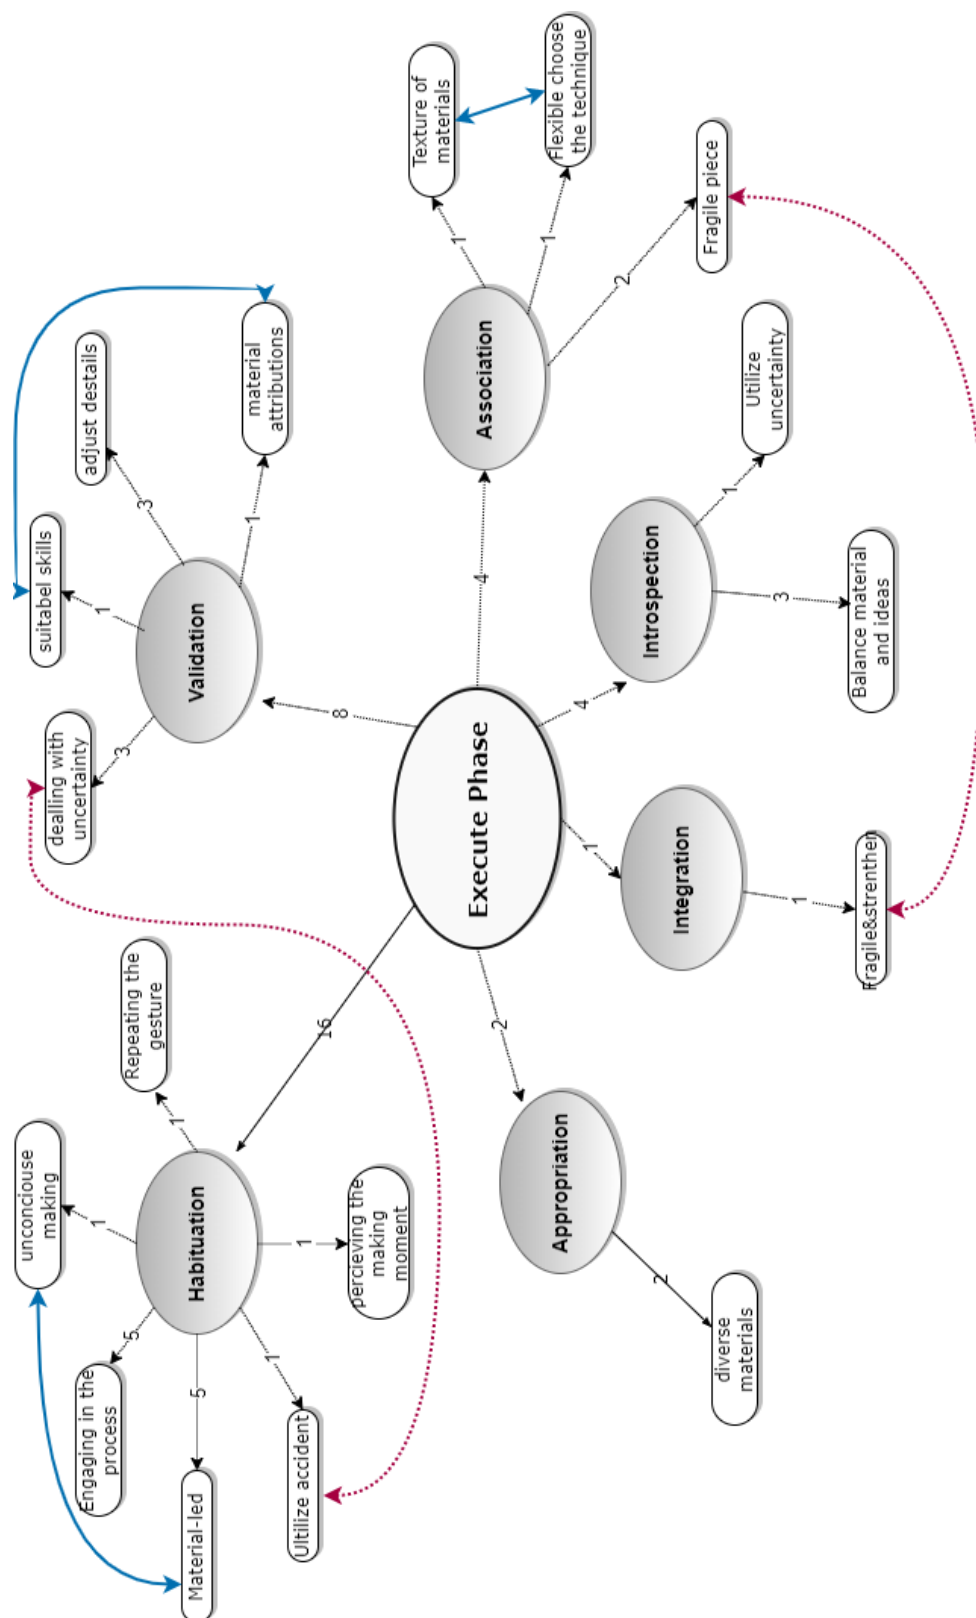 unconciouse
making
Engaging in the
process
Material-led
Ultilize accident
percieving the
making
moment
Repeating the
gesture
Habituation
1
5
5
1
1
1
16
dealling with
uncertainty
suitabel skills
adjust destails
material
attributions
Validation
3
1
3
1
8
Execute Phase
Texture of
materials
Flexible choose
the technique
Fragile piece
Association
1
1
2
4
Utilize
uncertainty
Balance material
and ideas
Introspection
1
3
4
Integration
1
1
Fragile&strenthen
Appropriation
2
2
diverse
materials